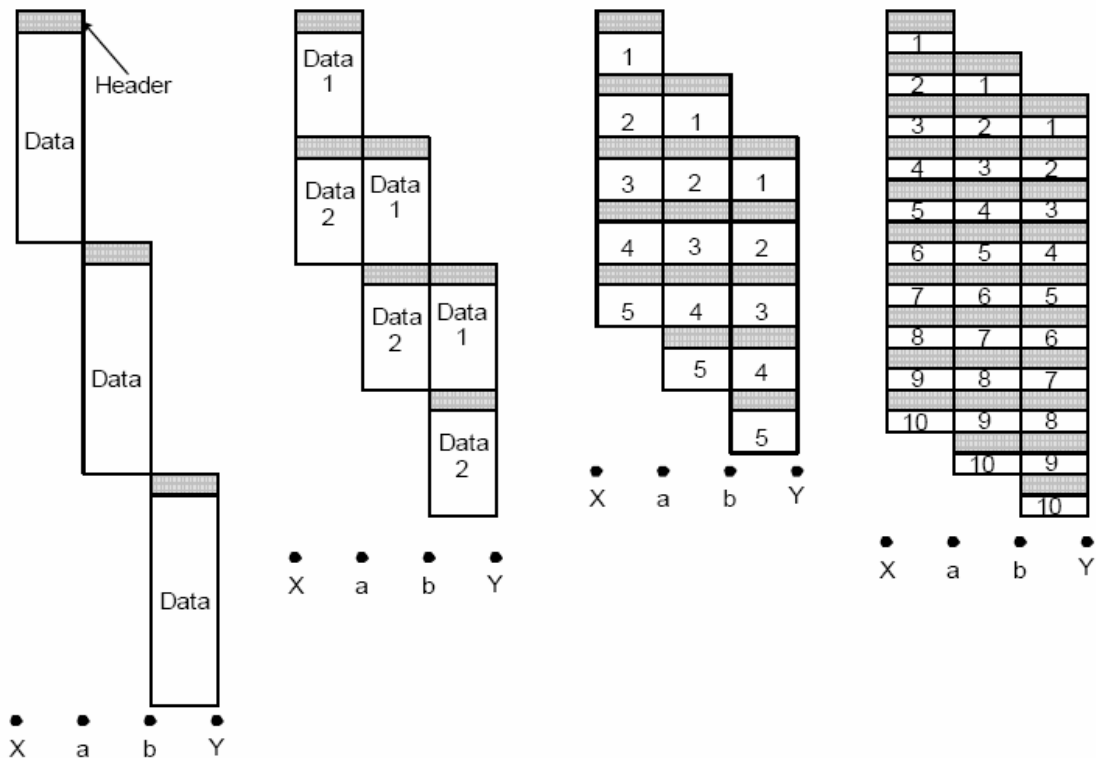 Header
Data
Data
Data
X a b Y
Data
1
Data
2
Data
1
Data
2
Data
1
Data
2
X a b Y
1
2 1
3 2 1
4 3 2
5 4 3
5 4
5
X a b Y
1
2 1
3 2 1
4 3 2
5 4 3
6 5 4
7 6 5
8 7 6
9 8 7
10 9 8
10 9
10
X a b Y